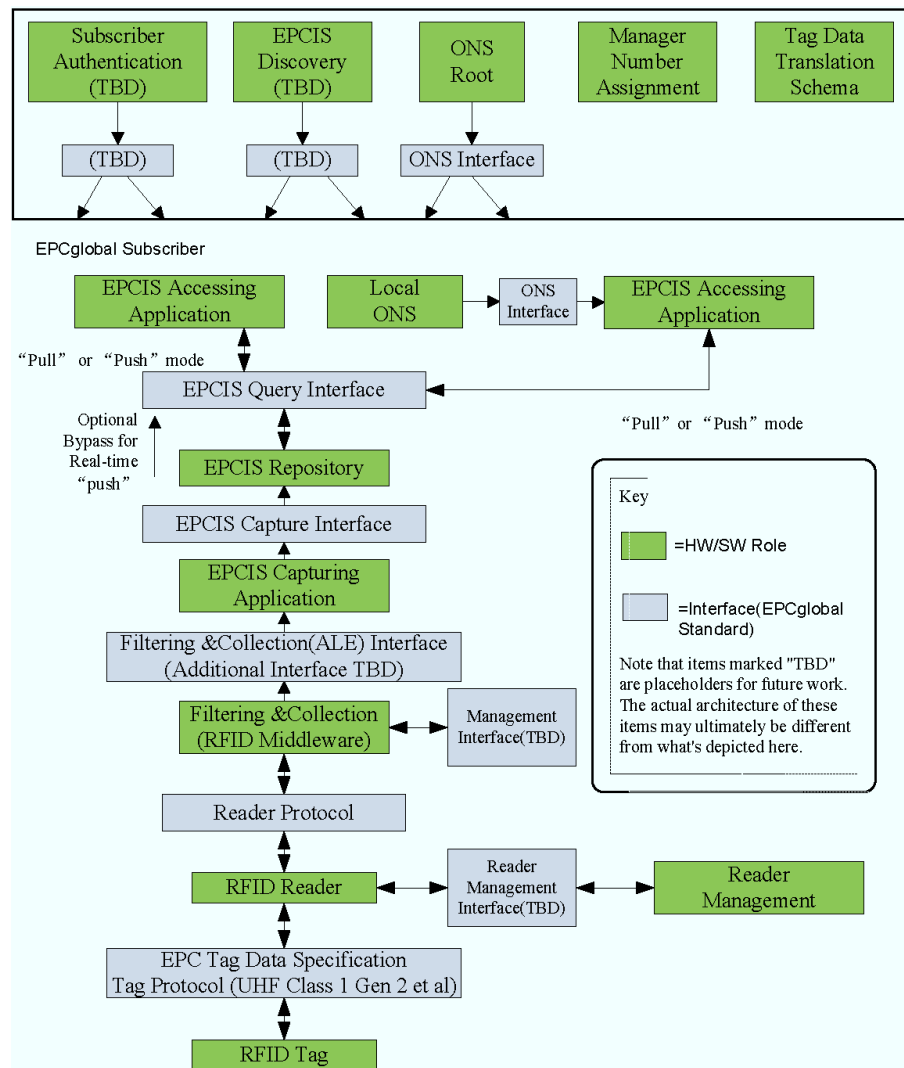 Subscriber
Authentication
(TBD)
EPCIS
Discovery
(TBD)
ONS
Root
Manager
Number
Assignment
Tag Data
Translation
Schema
(TBD)
(TBD)
ONS Interface
EPCglobal Subscriber
EPCIS Accessing
Application
Local
ONS
ONS
Interface
EPCIS Accessing
Application
“Pull” or “Push” mode
EPCIS Query Interface
“Pull” or “Push” mode
Optional
Bypass for
Real-time
“push”
EPCIS Repository
EPCIS Capture Interface
EPCIS Capturing
Application
Filtering &Collection(ALE) Interface
(Additional Interface TBD)
Filtering &Collection
(RFID Middleware)
Management
Interface(TBD)
Reader Protocol
RFID Reader
Reader
Management
Interface(TBD)
Reader
Management
EPC Tag Data Specification
Tag Protocol (UHF Class 1 Gen 2 et al)
RFID Tag
Key
=HW/SW Role
=Interface(EPCglobal
Standard)
Note that items marked "TBD"
are placeholders for future work.
The actual architecture of these
items may ultimately be different
from what's depicted here.